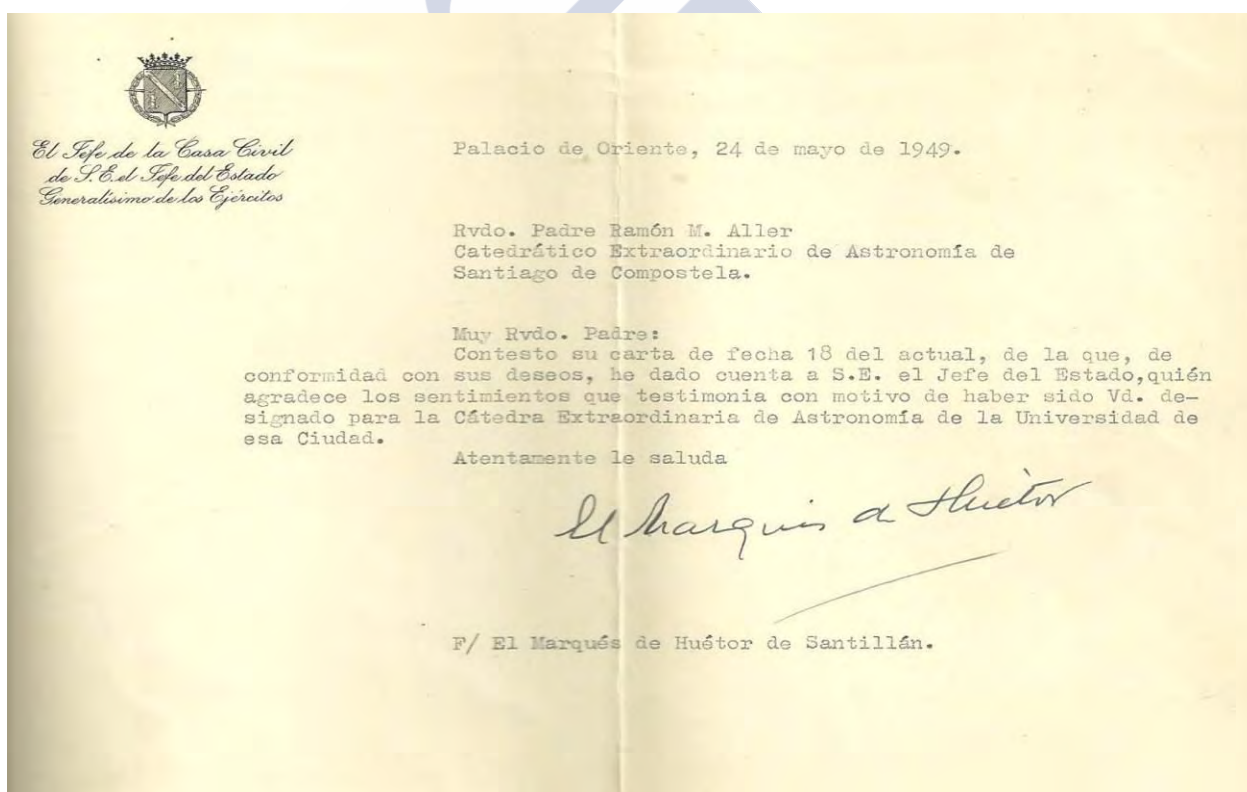 El Jefe de la Casa Civil
de S.E. el Jefe del Estado
Generalísimo de los Ejércitos
Palacio de Oriente, 24 de mayo de 1949.
Rvdo. Padre Ramón M. Aller
Catedrático Extraordinario de Astronomía de
Santiago de Compostela.
Muy Rvdo. Padre:
Contesto su carta de fecha 18 del actual, de la que, de
conformidad con sus deseos, he dado cuenta a S.E. el Jefe del Estado,quién
agradece los sentimientos que testimonia con motivo de haber sido Vd. de-
signado para la Cátedra Extraordinaria de Astronomía de la Universidad de
esa Ciudad.
Atentamente le saluda
El Marqués de Huétor
F/ El Marqués de Huétor de Santillán.